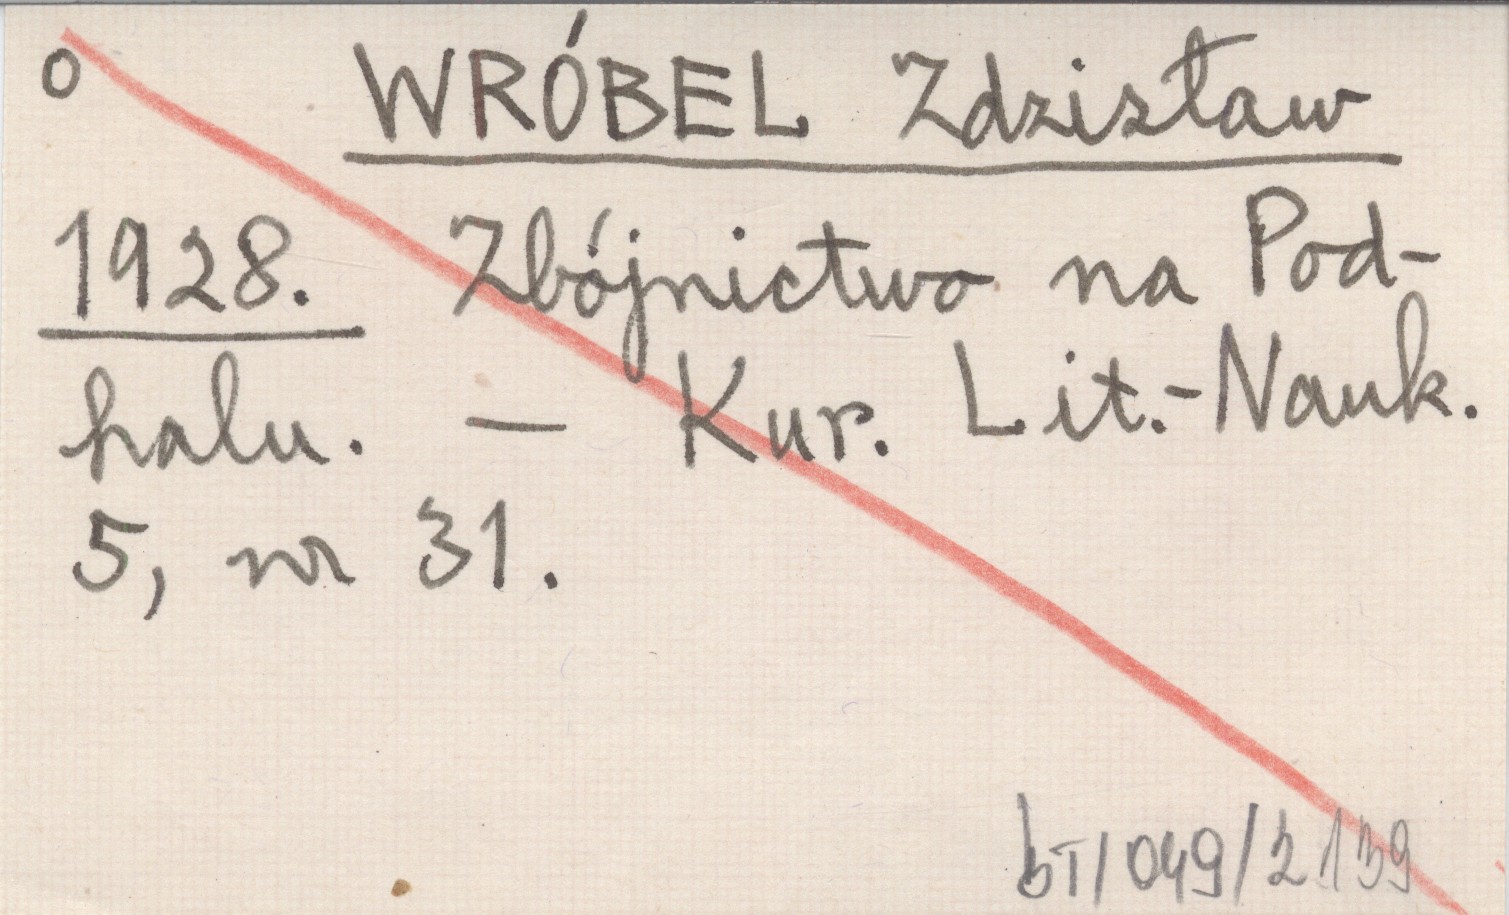 o WRÓBEL Zdzisław
1928. Zbójnictwo na Pod-
halu. — Kur. Lit.-Nauk.
5, nr 31.
bT/049/2139